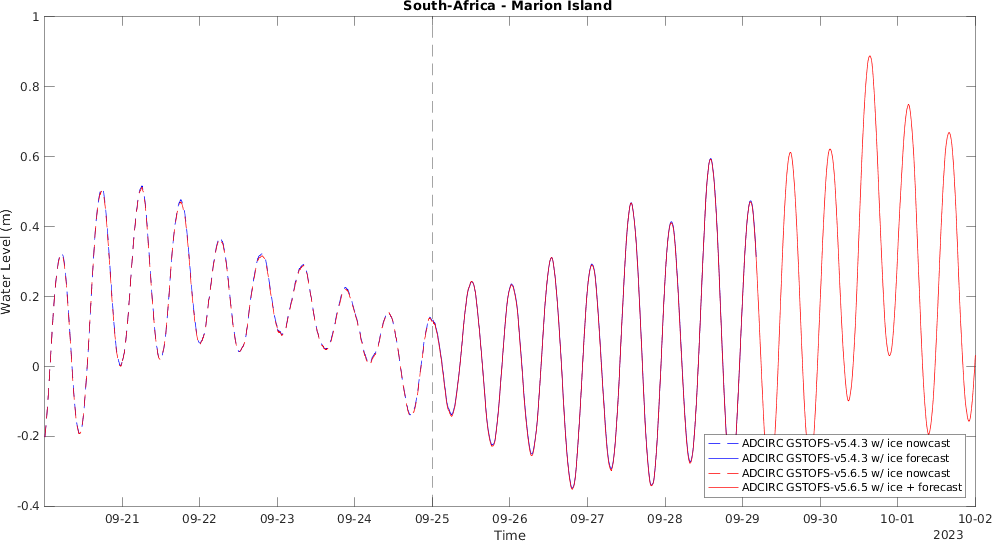 South-Africa - Marion Island
Water Level (m)
1
0.8
0.6
0.4
0.2
0
-0.2
-0.4
ADCIRC GSTOFS-v5.4.3 w/ ice nowcast
ADCIRC GSTOFS-v5.4.3 w/ ice forecast
ADCIRC GSTOFS-v5.6.5 w/ ice nowcast
ADCIRC GSTOFS-v5.6.5 w/ ice + forecast
09-21 09-22 09-23 09-24 09-25 09-26 09-27 09-28 09-29 09-30 10-01 10-02
Time
2023